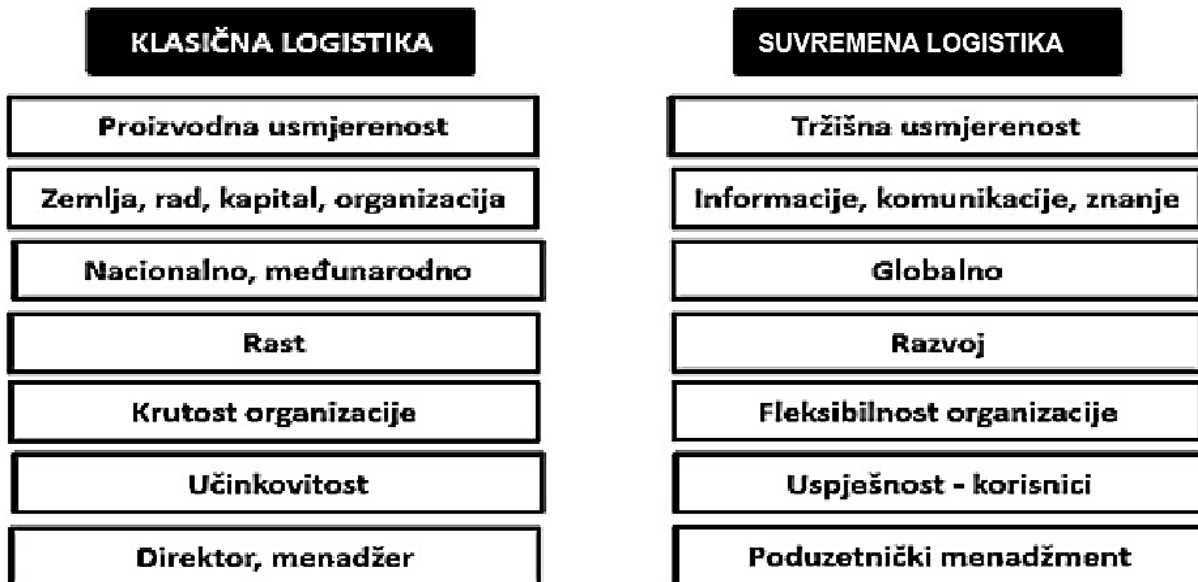 KLASIČNA LOGISTIKA
Proizvodna usmjerenost
Zemlja, rad, kapital, organizacija
Nacionalno, međunarodno
Rast
Krutost organizacije
Učinkovitost
Direktor, menadžer
SUVREMENA LOGISTIKA
Tržišna usmjerenost
Informacije, komunikacije, znanje
Globalno
Razvoj
Fleksibilnost organizacije
Uspješnost - korisnici
Poduzetnički menadžment